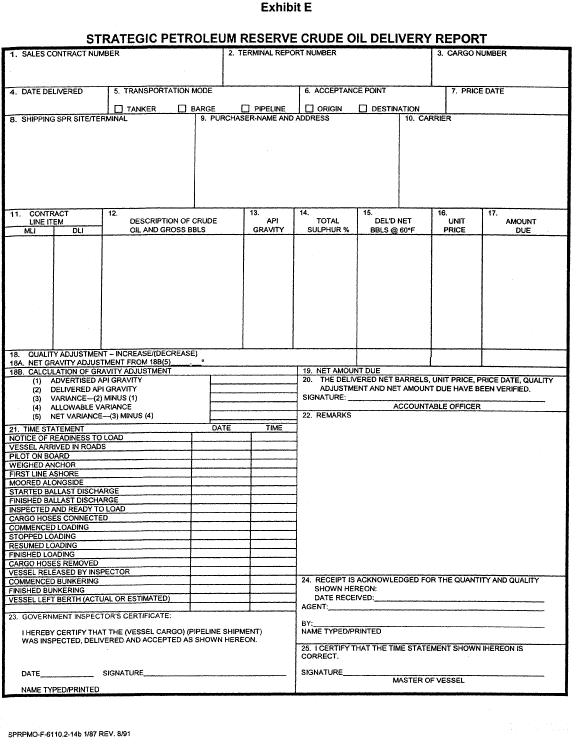 Exhibit E
STRATEGIC PETROLEUM RESERVE CRUDE OIL DELIVERY REPORT
1. SALES CONTRACT NUMBER
2. TERMINAL REPORT NUMBER
3. CARGO NUMBER
4. DATE DELIVERED
5. TRANSPORTATION MODE
TANKER BARGE PIPELINE
6. ACCEPTANCE POINT
ORIGIN DESTINATION
7. PRICE DATE
8. SHIPPING SPR SITE/TERMINAL
9. PURCHASER-NAME AND ADDRESS
10. CARRIER
11. CONTRACT
LINE ITEM
MLI DLI
12.
DESCRIPTION OF CRUDE
OIL AND GROSS BBLS
13.
API
GRAVITY
14.
TOTAL
SULPHUR %
15.
DEL'D NET
BBLS @ 60°F
16.
UNIT
PRICE
17.
AMOUNT
DUE
18. QUALITY ADJUSTMENT – INCREASE/(DECREASE)
18A. NET GRAVITY ADJUSTMENT FROM 18B(5) ____.__°
18B. CALCULATION OF GRAVITY ADJUSTMENT
(1) ADVERTISED API GRAVITY
(2) DELIVERED API GRAVITY
(3) VARIANCE—(2) MINUS (1)
(4) ALLOWABLE VARIANCE
(5) NET VARIANCE—(3) MINUS (4)
19. NET AMOUNT DUE
20. THE DELIVERED NET BARRELS, UNIT PRICE, PRICE DATE, QUALITY
ADJUSTMENT AND NET AMOUNT DUE HAVE BEEN VERIFIED.
SIGNATURE:
ACCOUNTABLE OFFICER
21. TIME STATEMENT DATE TIME
NOTICE OF READINESS TO LOAD
VESSEL ARRIVED IN ROADS
PILOT ON BOARD
WEIGHED ANCHOR
FIRST LINE ASHORE
MOORED ALONGSIDE
STARTED BALLAST DISCHARGE
FINISHED BALLAST DISCHARGE
INSPECTED AND READY TO LOAD
CARGO HOSES CONNECTED
COMMENCED LOADING
STOPPED LOADING
RESUMED LOADING
FINISHED LOADING
CARGO HOSES REMOVED
VESSEL RELEASED BY INSPECTOR
COMMENCED BUNKERING
FINISHED BUNKERING
VESSEL LEFT BERTH (ACTUAL OR ESTIMATED)
22. REMARKS
23. GOVERNMENT INSPECTOR'S CERTIFICATE:
I HEREBY CERTIFY THAT THE (VESSEL CARGO) (PIPELINE SHIPMENT)
WAS INSPECTED, DELIVERED AND ACCEPTED AS SHOWN HEREON.
DATE SIGNATURE
NAME TYPED/PRINTED
24. RECEIPT IS ACKNOWLEDGED FOR THE QUANTITY AND QUALITY
SHOWN HEREON:
DATE RECEIVED:
AGENT:
BY:
NAME TYPED/PRINTED
25. I CERTIFY THAT THE TIME STATEMENT SHOWN IHEREON IS
CORRECT.
SIGNATURE
MASTER OF VESSEL
SPRPMO-F-6110.2-14b 1/87 REV. 8/91